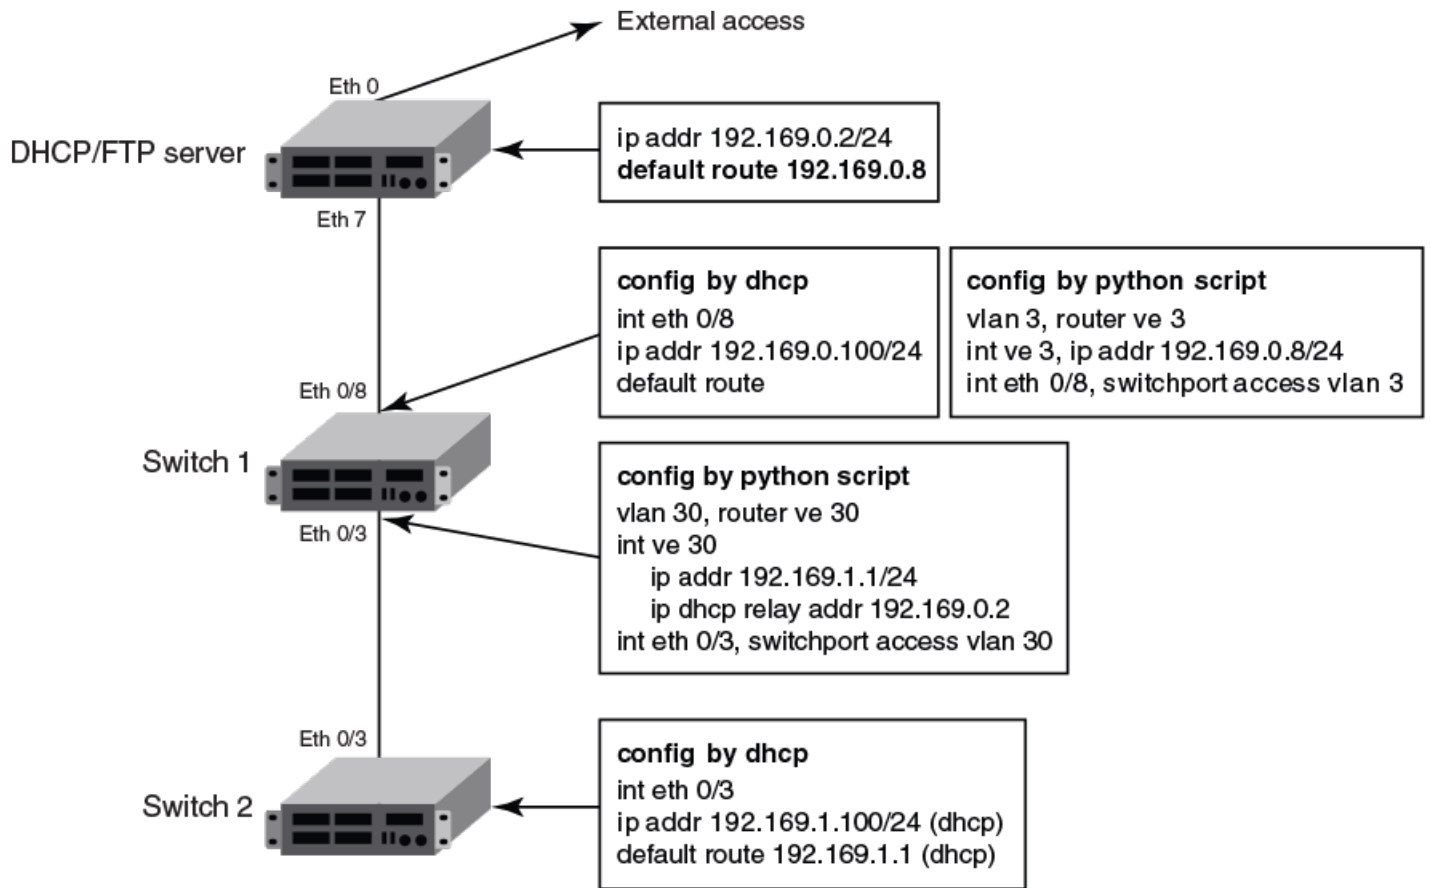 External access
Eth 0
DHCP/FTP server
ip addr 192.169.0.2/24
default route 192.169.0.8
Eth 7
config by dhcp
int eth 0/8
ip addr 192.169.0.100/24
default route
config by python script
vlan 3, router ve 3
int ve 3, ip addr 192.169.0.8/24
int eth 0/8, switchport access vlan 3
Eth 0/8
Switch 1
Eth 0/3
config by python script
vlan 30, router ve 30
int ve 30
ip addr 192.169.1.1/24
ip dhcp relay addr 192.169.0.2
int eth 0/3, switchport access vlan 30
Eth 0/3
Switch 2
config by dhcp
int eth 0/3
ip addr 192.169.1.100/24 (dhcp)
default route 192.169.1.1 (dhcp)